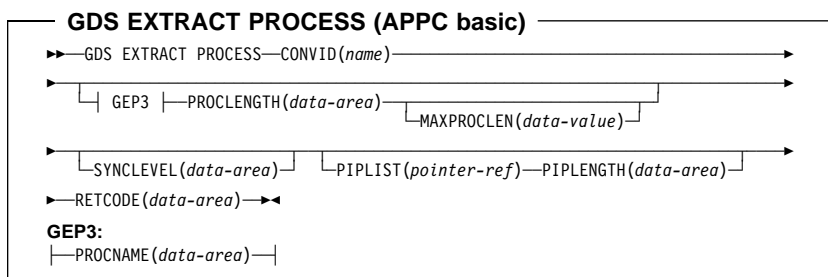 GDS EXTRACT PROCESS (APPC basic)
GDS EXTRACT PROCESS CONVID(name)
GEP3 PROCLENGTH(data-area)
MAXPROCLEN(data-value)
SYNCLEVEL(data-area) PIPLIST(pointer-ref) PIPLENGTH(data-area)
RETCODE(data-area)
GEP3:
PROCNAME(data-area)